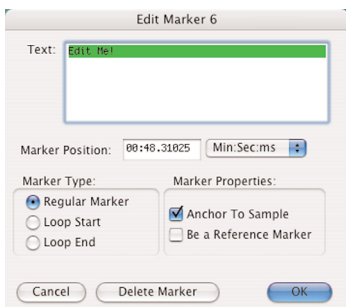 Edit Marker 6
Text: Edit Me!
Marker Position: 00:48.31025 Min:Sec:ms
Marker Type: Marker Properties:
Regular Marker
Loop Start
Loop End
Anchor To Sample
Be a Reference Marker
Cancel Delete Marker OK